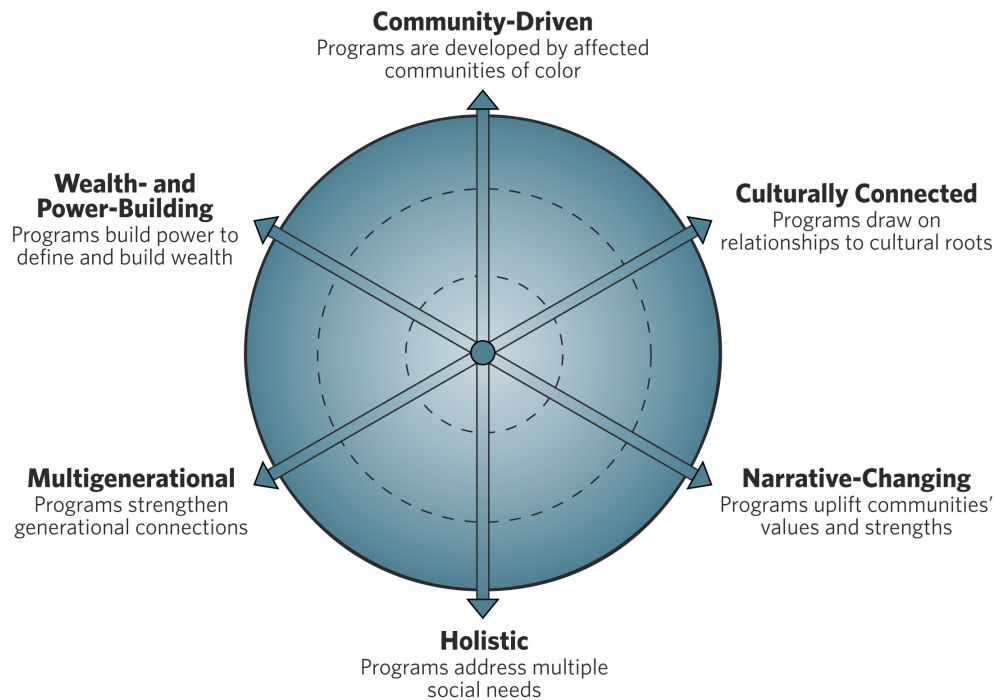 Community-Driven
Programs are developed by affected
communities of color
Wealth- and
Power-Building
Programs build power to
define and build wealth
Culturally Connected
Programs draw on
relationships to cultural roots
Multigenerational
Programs strengthen
generational connections
Narrative-Changing
Programs uplift communities’
values and strengths
Holistic
Programs address multiple
social needs